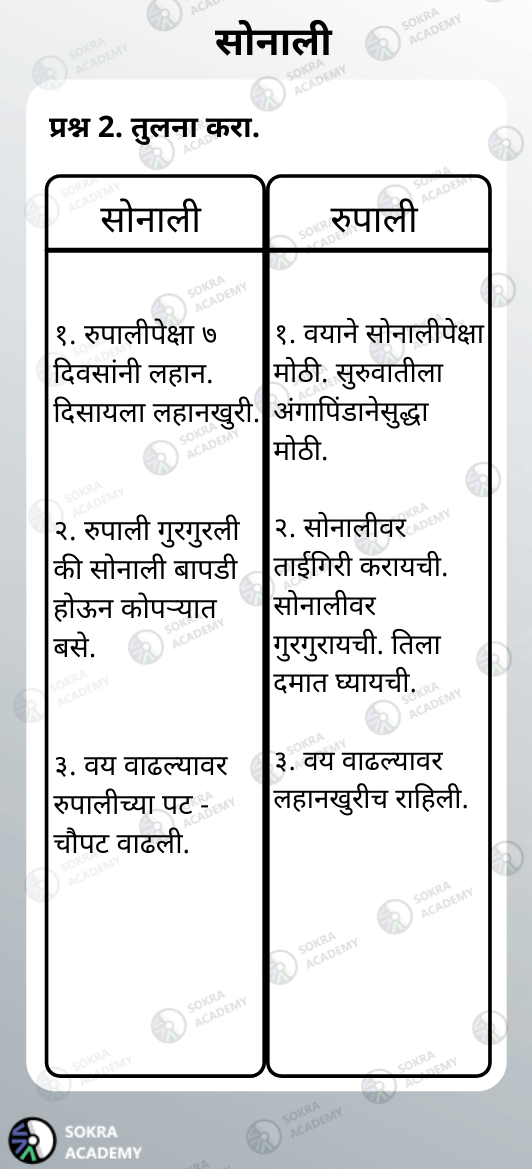 सोनाली
प्रश्न 2. तुलना करा.
सोनाली
रुपाली
१. रुपालीपेक्षा ७
दिवसांनी लहान.
दिसायला लहानखुरी.
२. रुपाली गुरगुरली
की सोनाली बापडी
होऊन कोपऱ्यात
बसे.
३. वय वाढल्यावर
रुपालीच्या पट -
चौपट वाढली.
१. वयाने सोनालीपेक्षा
मोठी. सुरुवातीला
अंगापिंडानेसुद्धा
मोठी.
२. सोनालीवर
ताईगिरी करायची.
सोनालीवर
गुरगुरायची. तिला
दमात घ्यायची.
३. वय वाढल्यावर
लहानखुरीच राहिली.
SOKRA
ACADEMY